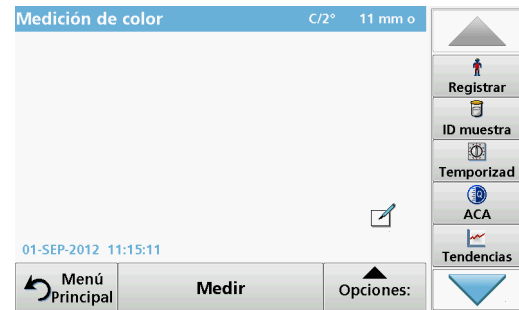 Medición de color C/2° 11 mm o
Registrar
ID muestra
Temporizad
ACA
Tendencias
01-SEP-2012 11:15:11
Menú
Principal
Medir
Opciones: